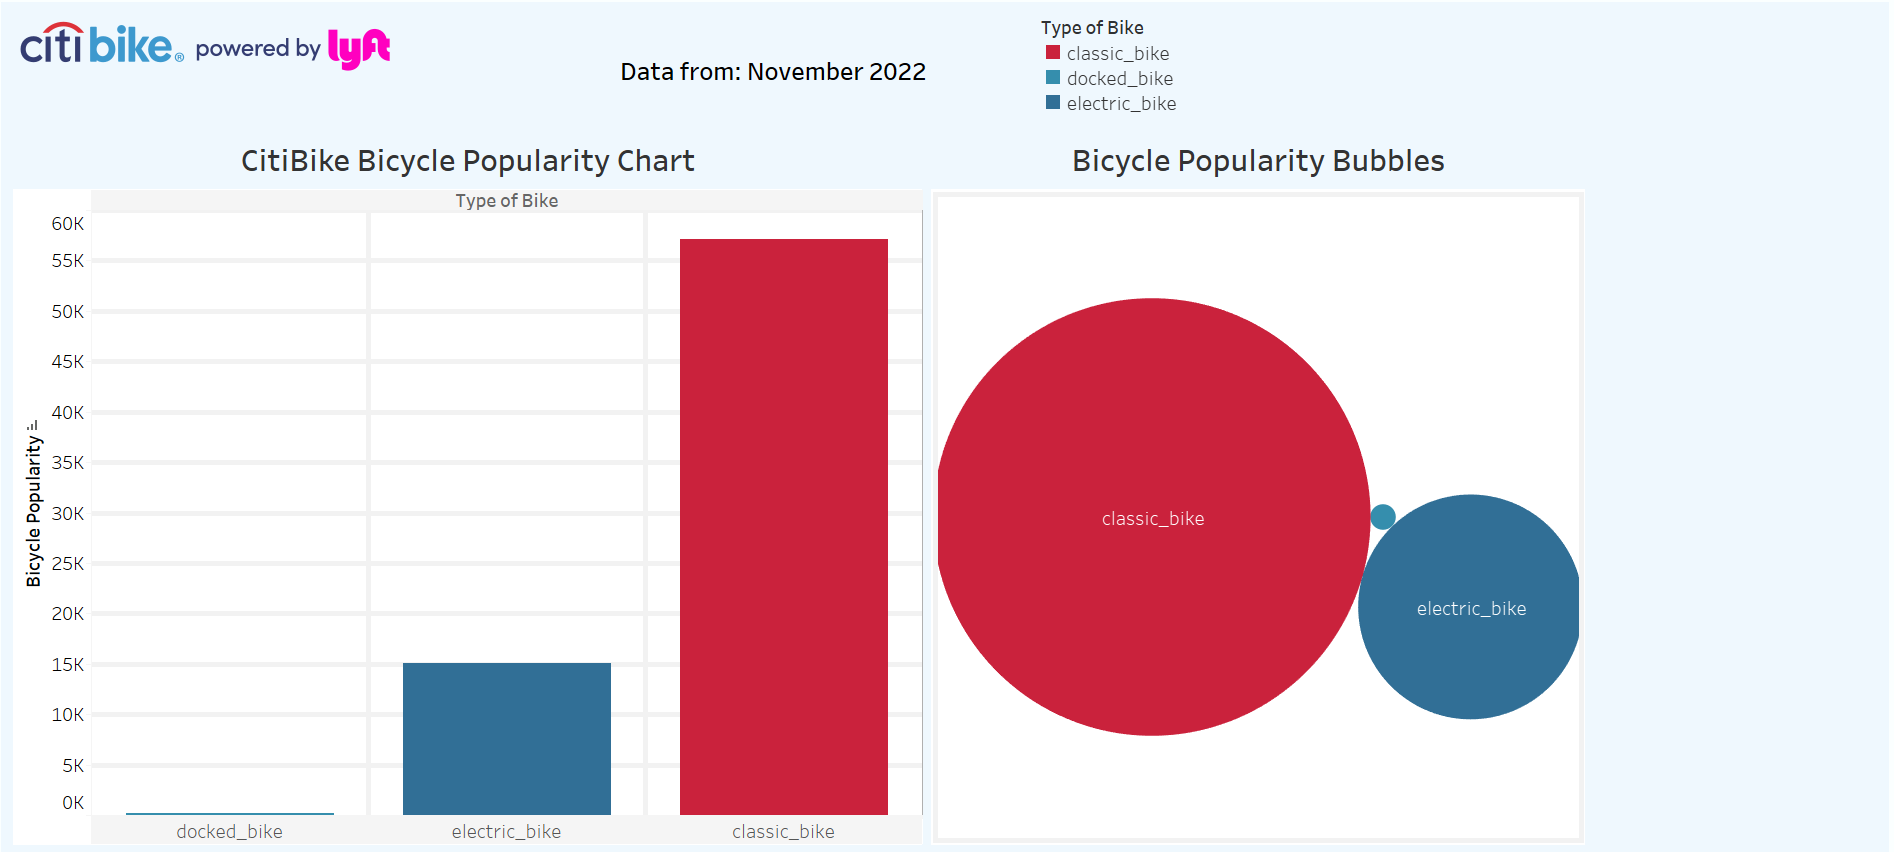 citi bike® powered by lyft
Data from: November 2022
Type of Bike
classic_bike
docked_bike
electric_bike
CitiBike Bicycle Popularity Chart
Type of Bike
60K
55K
50K
45K
40K
35K
30K
25K
20K
15K
10K
5K
0K
Bicycle Popularity
docked_bike
electric_bike
classic_bike
Bicycle Popularity Bubbles
classic_bike
electric_bike